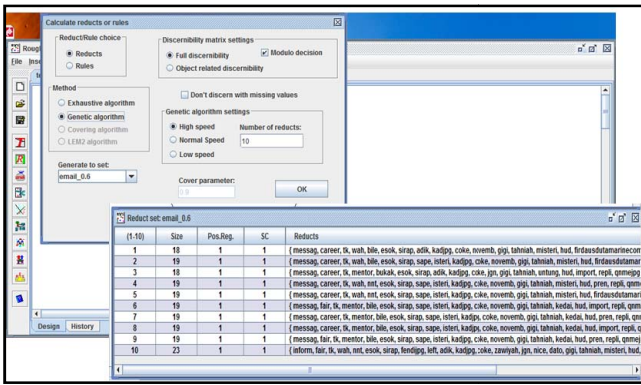 Calculate reducts or rules
Reduct/Rule choice
Reducts
Rules
Discernibility matrix settings
Full discernibility
Modulo decision
Object related discernibility
Method
Exhaustive algorithm
Genetic algorithm
Covering algorithm
LEM2 algorithm
Don't discern with missing values
Genetic algorithm settings
High speed
Normal Speed
Low speed
Number of reducts:
10
Generate to set:
email_0.6
Cover parameter:
OK
Rough
File
Design History
Reduct set: email_0.6
(1-10) Size Pos.Reg. SC Reducts
1 18 1 1 { messag, career, tk, wah, bile, esok, sirap, adik, kadjpg, coke, novemb, gigi, tahniah, misteri, hud, firdausdutamarinecom
2 19 1 1 { messag, career, tk, wah, bile, esok, sirap, sape, isteri, kadjpg, coke, novemb, gigi, tahniah, misteri, hud, firdausdutamar
3 18 1 1 { messag, career, tk, mentor, bukak, esok, sirap, adik, kadjpg, coke, jgn, gigi, tahniah, untung, hud, import, repli, qnmejpg
4 19 1 1 { messag, career, tk, wah, nnt, esok, sirap, sape, isteri, kadjpg, coke, jgn, gigi, tahniah, misteri, hud, pren, repli, qnme
5 19 1 1 { messag, career, tk, wah, nnt, esok, sirap, sape, isteri, kadjpg, coke, novemb, gigi, tahniah, misteri, hud, firdausdutamar
6 19 1 1 { messag, fair, tk, mentor, bile, esok, sirap, sape, isteri, kadjpg, coke, novemb, gigi, tahniah, kedai, hud, import, repli, qnm
7 19 1 1 { messag, career, tk, mentor, bile, esok, sirap, sape, isteri, kadjpg, coke, novemb, gigi, tahniah, kedai, hud, pren, repli, qn
8 19 1 1 { messag, career, tk, mentor, bile, esok, sirap, sape, isteri, kadjpg, coke, novemb, gigi, tahniah, kedai, hud, import, repli, q
9 19 1 1 { messag, fair, tk, mentor, bile, esok, sirap, sape, isteri, kadjpg, coke, novemb, gigi, tahniah, kedai, hud, pren, repli, qnmej
10 23 1 1 { inform, fair, tk, wah, nnt, esok, sirap, fendijpg, left, adik, kadjpg, coke, zawiyah, jgn, nice, dato, gigi, tahniah, misteri, hud,